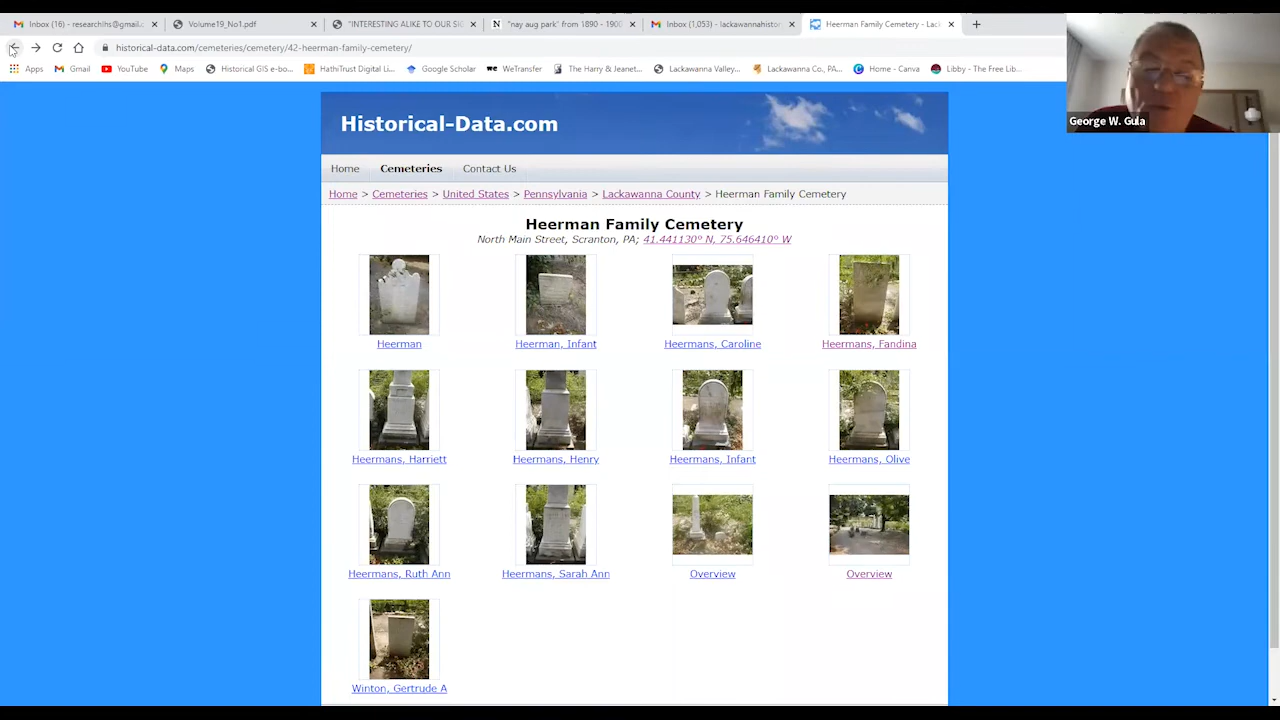 Inbox (16) - researchlhs@gmail.c
Volume19_No1.pdf
"INTERESTING ALIKE TO OUR SIC
"nay aug park" from 1890 - 1900
Inbox (1,053) - lackawannahistor
Heerman Family Cemetery - Lack
historical-data.com/cemeteries/cemetery/42-heerman-family-cemetery/
Apps
Gmail
YouTube
Maps
Historical GIS e-bo...
HathiTrust Digital Li...
Google Scholar
WeTransfer
The Harry & Jeanet...
Lackawanna Valley...
Lackawanna Co., PA...
Home - Canva
Libby - The Free Lib...
George W. Gula
Historical-Data.com
Home Cemeteries Contact Us
Home > Cemeteries > United States > Pennsylvania > Lackawanna County > Heerman Family Cemetery
Heerman Family Cemetery
North Main Street, Scranton, PA; 41.441130° N, 75.646410° W
Heerman
Heerman, Infant
Heermans, Caroline
Heermans, Fandina
Heermans, Harriett
Heermans, Henry
Heermans, Infant
Heermans, Olive
Heermans, Ruth Ann
Heermans, Sarah Ann
Overview
Overview
Winton, Gertrude A